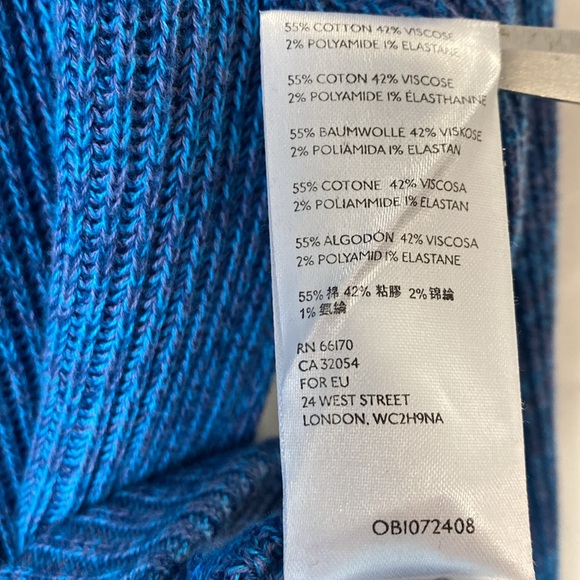 55% COTTON 42% VISCOSE
2% POLYAMIDE 1% ELASTANE
55% COTON 42% VISCOSE
2% POLYAMIDE 1% ÉLASTHANNE
55% BAUMWOLLE 42% VISKOSE
2% POLIAMIDA 1% ELASTAN
55% COTONE 42% VISCOSA
2% POLIAMMIDE 1% ELASTAN
55% ALGODÓN 42% VISCOSA
2% POLYAMID 1% ELASTANE
55% 棉 42% 粘膠 2% 锦綸
1% 氨綸
RN 66170
CA 32054
FOR EU
24 WEST STREET
LONDON, WC2H9NA
OB1072408